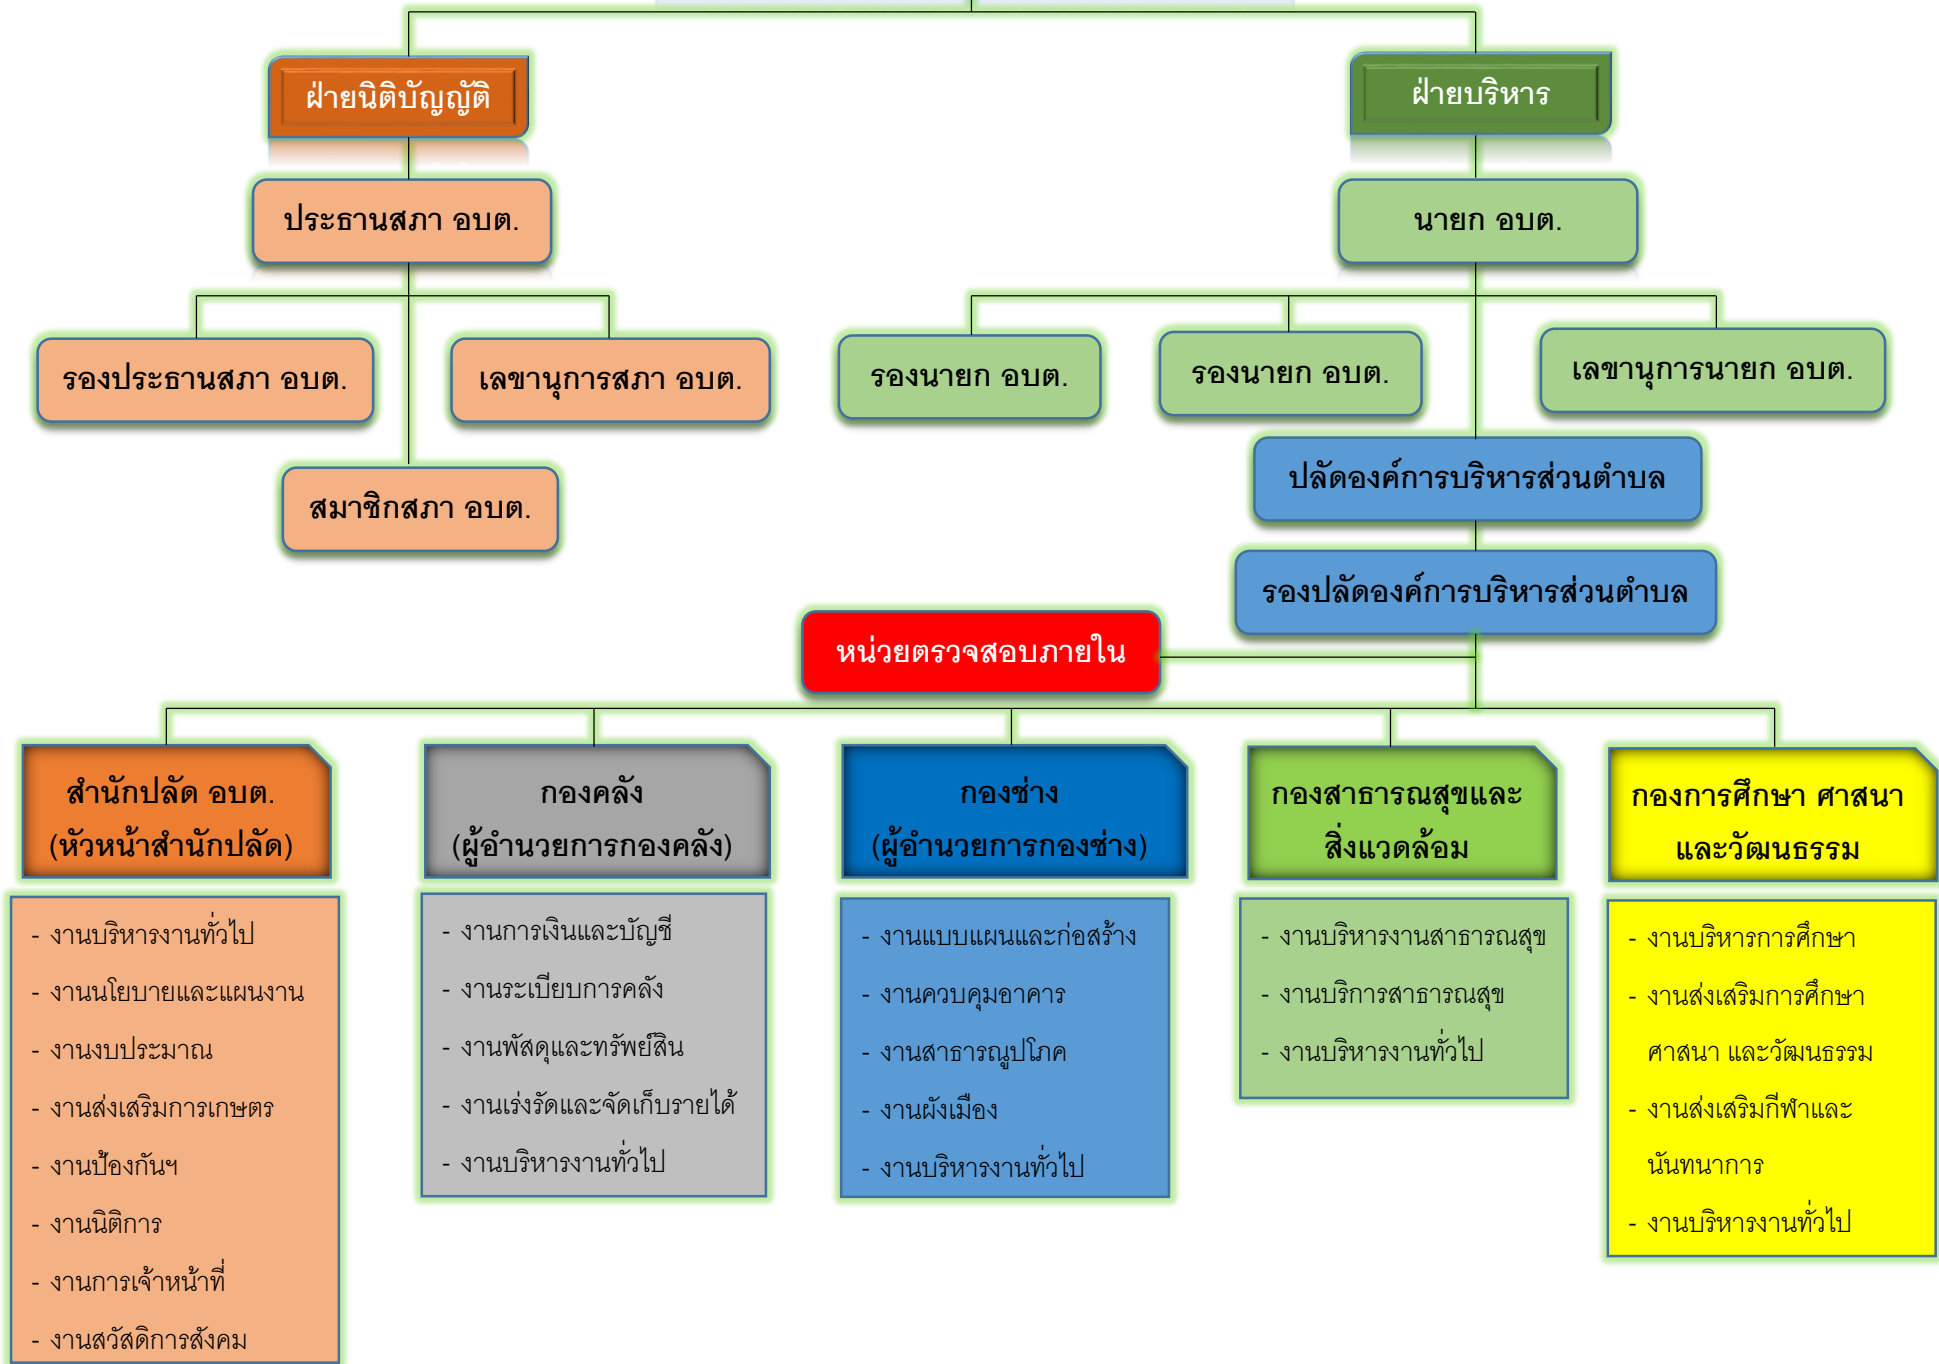 ฝ่ายนิติบัญญัติ
ฝ่ายบริหาร
ประธานสภา อบต.
นายก อบต.
รองประธานสภา อบต.
เลขานุการสภา อบต.
รองนายก อบต.
รองนายก อบต.
เลขานุการนายก อบต.
สมาชิกสภา อบต.
ปลัดองค์การบริหารส่วนตำบล
รองปลัดองค์การบริหารส่วนตำบล
หน่วยตรวจสอบภายใน
สำนักปลัด อบต.
(หัวหน้าสำนักปลัด)
- งานบริหารงานทั่วไป
- งานนโยบายและแผนงาน
- งานงบประมาณ
- งานส่งเสริมการเกษตร
- งานป้องกันฯ
- งานนิติการ
- งานการเจ้าหน้าที่
- งานสวัสดิการสังคม
กองคลัง
(ผู้อำนวยการกองคลัง)
- งานการเงินและบัญชี
- งานระเบียบการคลัง
- งานพัสดุและทรัพย์สิน
- งานเร่งรัดและจัดเก็บรายได้
- งานบริหารงานทั่วไป
กองช่าง
(ผู้อำนวยการกองช่าง)
- งานแบบแผนและก่อสร้าง
- งานควบคุมอาคาร
- งานสาธารณูปโภค
- งานผังเมือง
- งานบริหารงานทั่วไป
กองสาธารณสุขและ
สิ่งแวดล้อม
- งานบริหารงานสาธารณสุข
- งานบริการสาธารณสุข
- งานบริหารงานทั่วไป
กองการศึกษา ศาสนา
และวัฒนธรรม
- งานบริหารการศึกษา
- งานส่งเสริมการศึกษา
ศาสนา และวัฒนธรรม
- งานส่งเสริมกีฬาและ
นันทนาการ
- งานบริหารงานทั่วไป